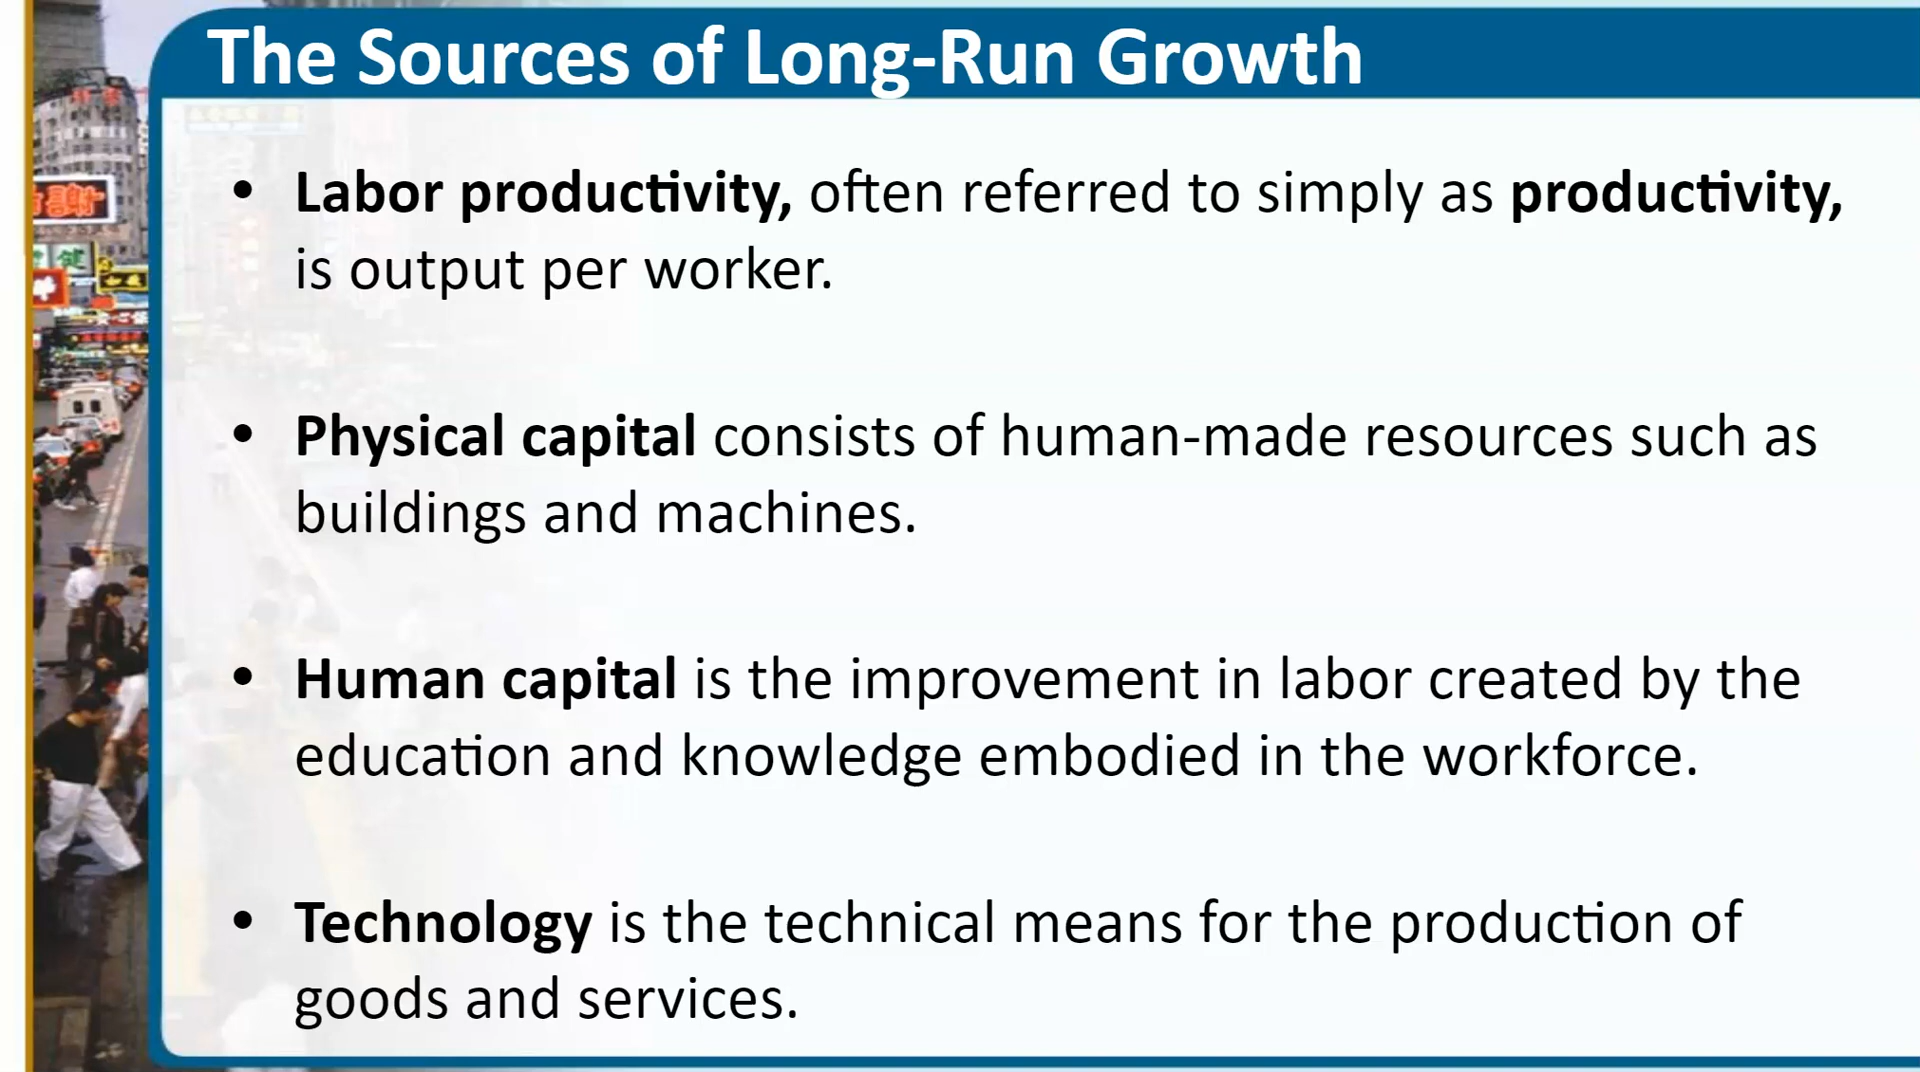 The Sources of Long-Run Growth
• Labor productivity, often referred to simply as productivity,
is output per worker.
• Physical capital consists of human-made resources such as
buildings and machines.
• Human capital is the improvement in labor created by the
education and knowledge embodied in the workforce.
• Technology is the technical means for the production of
goods and services.